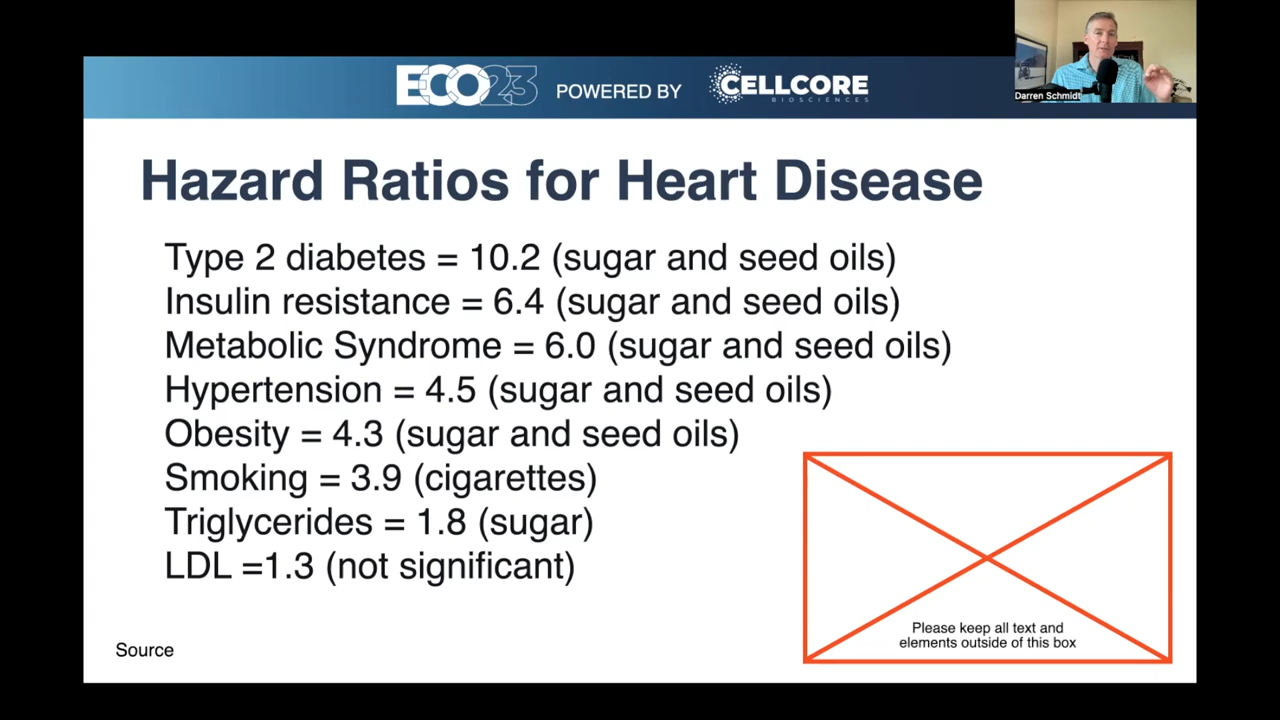 ECO23 POWERED BY CELLCORE
BIOSCIENCES
Darren Schmidt
Hazard Ratios for Heart Disease
Type 2 diabetes = 10.2 (sugar and seed oils)
Insulin resistance = 6.4 (sugar and seed oils)
Metabolic Syndrome = 6.0 (sugar and seed oils)
Hypertension = 4.5 (sugar and seed oils)
Obesity = 4.3 (sugar and seed oils)
Smoking = 3.9 (cigarettes)
Triglycerides = 1.8 (sugar)
LDL =1.3 (not significant)
Please keep all text and
elements outside of this box
Source